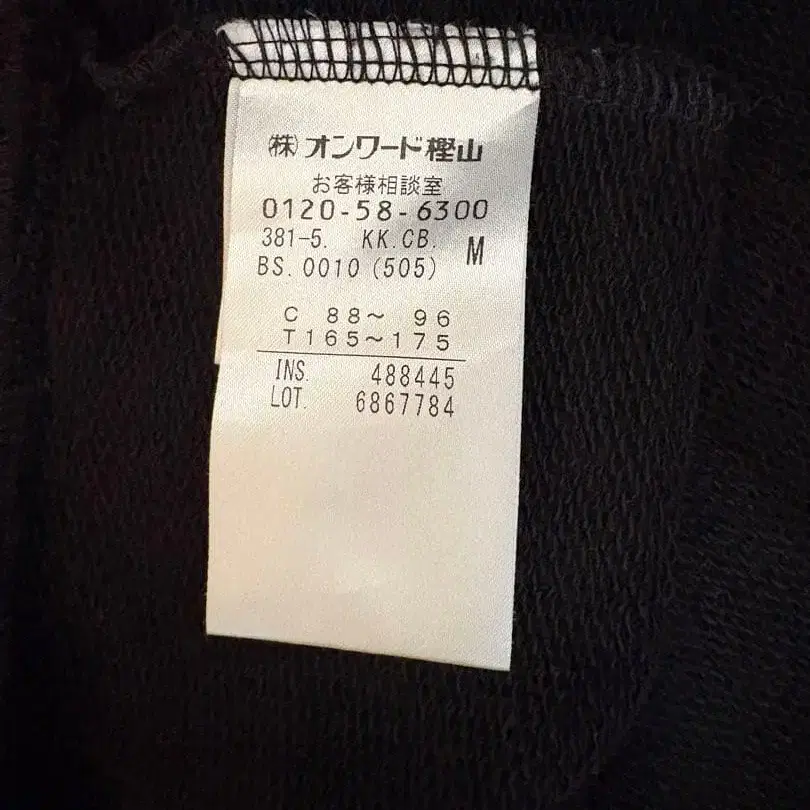 ㈱オンワード樫山
お客様相談室
0120-58-6300
381-5. KK.CB. M
BS.0010(505)
C 88～ 96
T165～175
INS. 488445
LOT. 6867784